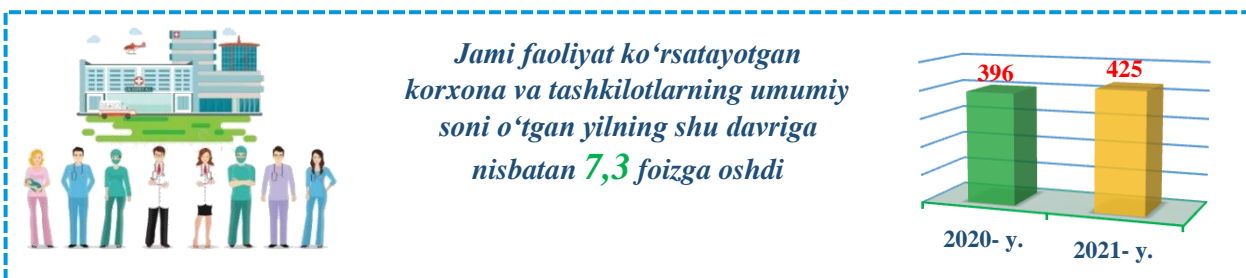 Jami faoliyat ko‘rsatayotgan
korxona va tashkilotlarning umumiy
soni o‘tgan yilning shu davriga
nisbatan 7,3 foizga oshdi
396
425
2020- y.
2021- y.